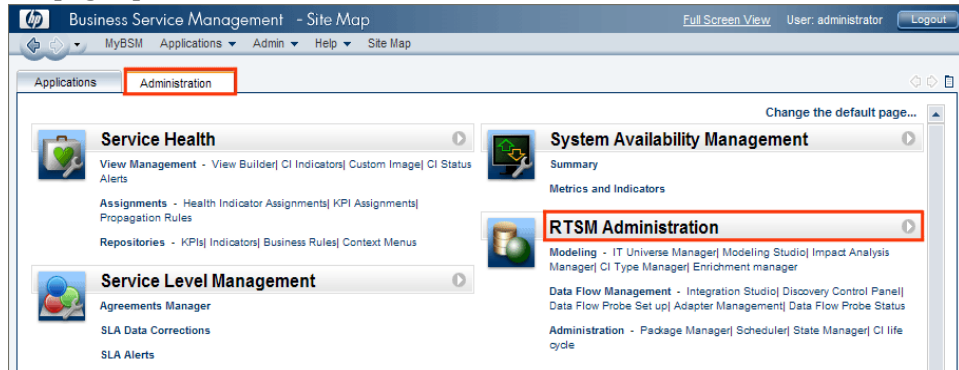 Business Service Management - Site Map
Full Screen View User: administrator Logout
MyBSM Applications Admin Help Site Map
Applications Administration
Change the default page...
Service Health
View Management - View Builder| CI Indicators| Custom Image| CI Status
Alerts
Assignments - Health Indicator Assignments| KPI Assignments|
Propagation Rules
Repositories - KPIs| Indicators| Business Rules| Context Menus
Service Level Management
Agreements Manager
SLA Data Corrections
SLA Alerts
System Availability Management
Summary
Metrics and Indicators
RTSM Administration
Modeling - IT Universe Manager| Modeling Studio| Impact Analysis
Manager| CI Type Manager| Enrichment manager
Data Flow Management - Integration Studio| Discovery Control Panel|
Data Flow Probe Set up| Adapter Management| Data Flow Probe Status
Administration - Package Manager| Scheduler| State Manager| CI life
cycle